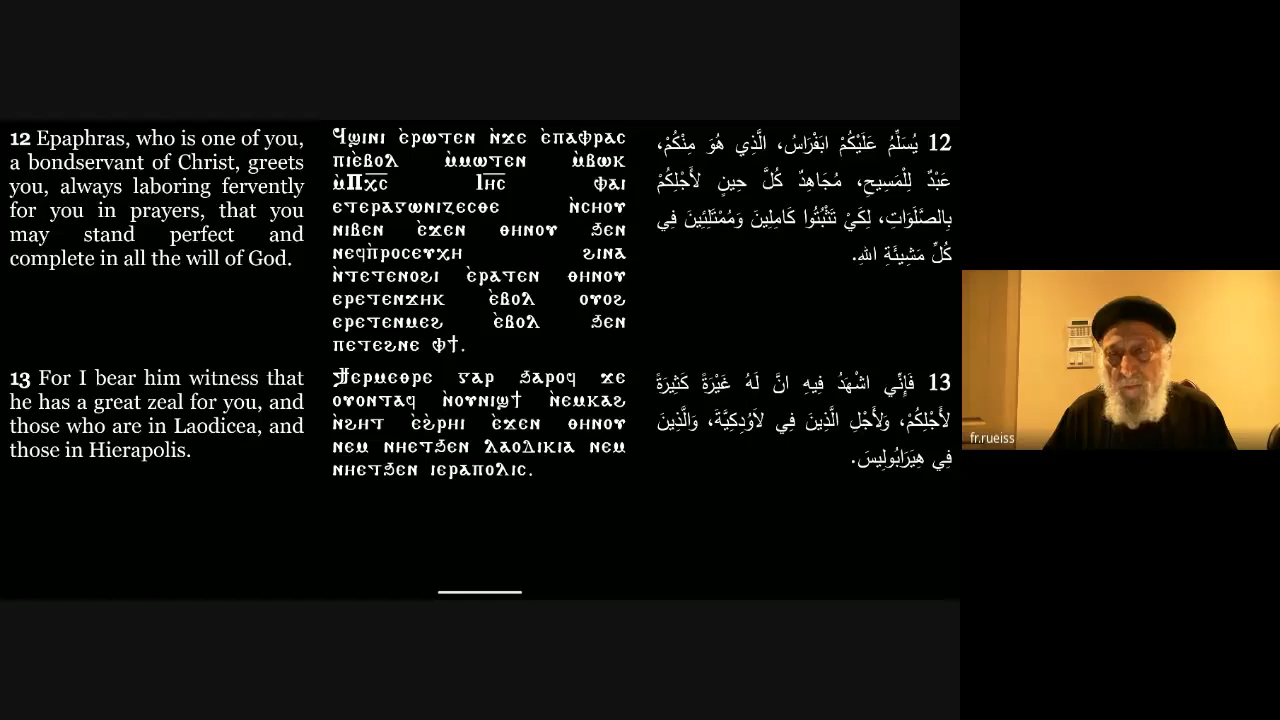 12 Epaphras, who is one of you,
a bondservant of Christ, greets
you, always laboring fervently
for you in prayers, that you
may stand perfect and
complete in all the will of God.
13 For I bear him witness that
he has a great zeal for you, and
those who are in Laodicea, and
those in Hierapolis.
Ϥϣⲓⲛⲓ ⲉ̀ⲣⲱⲧⲉⲛ ⲛ̀ϫⲉ ⲉ̀ⲡⲁⲫⲣⲁⲥ
ⲡⲓⲉ̀ⲃⲟⲗ ⲙ̀ⲙⲱⲧⲉⲛ ⲙ̀ⲃⲱⲕ
ⲙ̀Ⲡⲭ̅ⲥ̅ Ⲓⲏ̅ⲥ̅ ⲫⲁⲓ
ⲉⲧⲉⲣⲁⲅⲱⲛⲓⲍⲉⲥⲑⲉ ⲛ̀ⲥⲏⲟⲩ
ⲛⲓⲃⲉⲛ ⲉ̀ϫⲉⲛ ⲑⲏⲛⲟⲩ ϧⲉⲛ
ⲛⲉϥⲡ̀ⲣⲟⲥⲉⲩⲭⲏ ϩⲓⲛⲁ
ⲛ̀ⲧⲉⲧⲉⲛⲟϩⲓ ⲉ̀ⲣⲁⲧⲉⲛ ⲑⲏⲛⲟⲩ
ⲉⲣⲉⲧⲉⲛϫⲏⲕ ⲉ̀ⲃⲟⲗ ⲟⲩⲟϩ
ⲉⲣⲉⲧⲉⲛⲙⲉϩ ⲉ̀ⲃⲟⲗ ϧⲉⲛ
ⲡⲉⲧⲉϩⲛⲉ Ⲫϯ.
Ϯⲉⲣⲙⲉⲑⲣⲉ ⲅⲁⲣ ϧⲁⲣⲟϥ ϫⲉ
ⲟⲩⲟⲛⲧⲁϥ ⲛ̀ⲟⲩⲛⲓϣϯ ⲛ̀ⲉⲙⲕⲁϩ
ⲛ̀ϩⲏⲧ ⲉ̀ϩ̀ⲣⲏⲓ ⲉ̀ϫⲉⲛ ⲑⲏⲛⲟⲩ
ⲛⲉⲙ ⲛⲏⲉⲧϧⲉⲛ ⲗⲁⲟⲇⲓⲕⲓⲁ ⲛⲉⲙ
ⲛⲏⲉⲧϧⲉⲛ ⲓⲉⲣⲁⲡⲟⲗⲓⲥ.
12 يُسَلِّمُ عَلَيْكُمْ ابَفْرَاسُ، الَّذِي هُوَ مِنْكُمْ،
عَبْدٌ لِلْمَسِيحِ، مُجَاهِدٌ كُلَّ حِينٍ لأَجْلِكُمْ
بِالصَّلَوَاتِ، لِكَيْ تَثْبُتُوا كَامِلِينَ وَمُمْتَلِئِينَ فِي
كُلِّ مَشِيئَةِ اللهِ.
13 فَإِنِّي اشْهَدُ فِيهِ انَّ لَهُ غَيْرَةً كَثِيرَةً
لأَجْلِكُمْ، وَلأَجْلِ الَّذِينَ فِي لاَوُدِكِيَّةَ، وَالَّذِينَ
فِي هِيَرَابُولِيسَ.
fr.rueiss